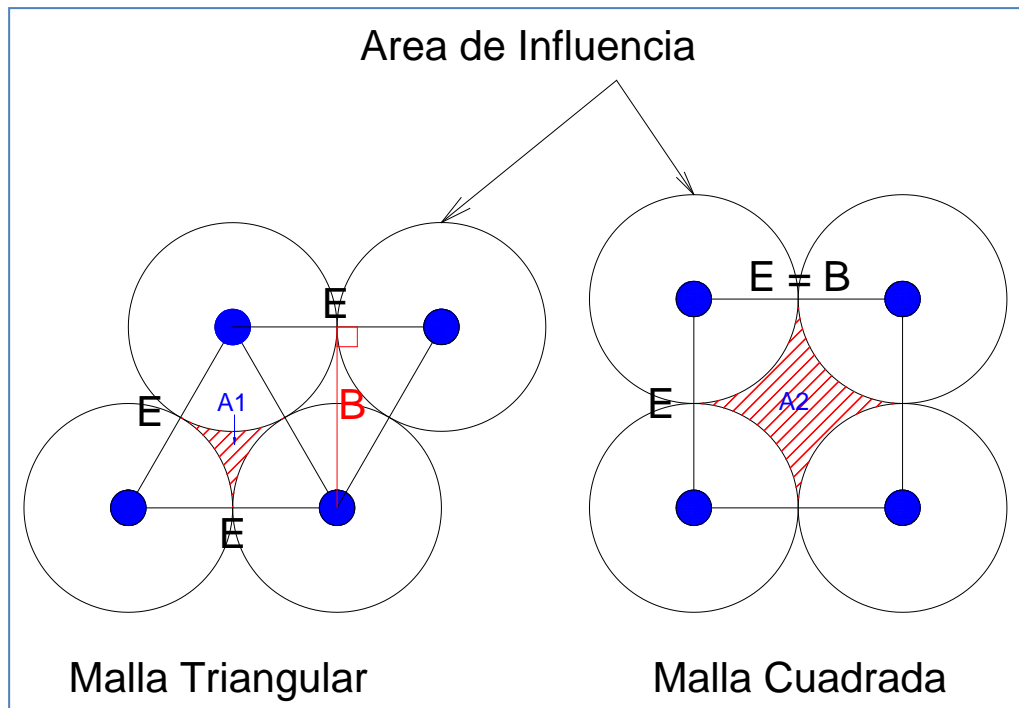 Area de Influencia
E
E = B
E
B
A1
E
A2
E
Malla Triangular
Malla Cuadrada